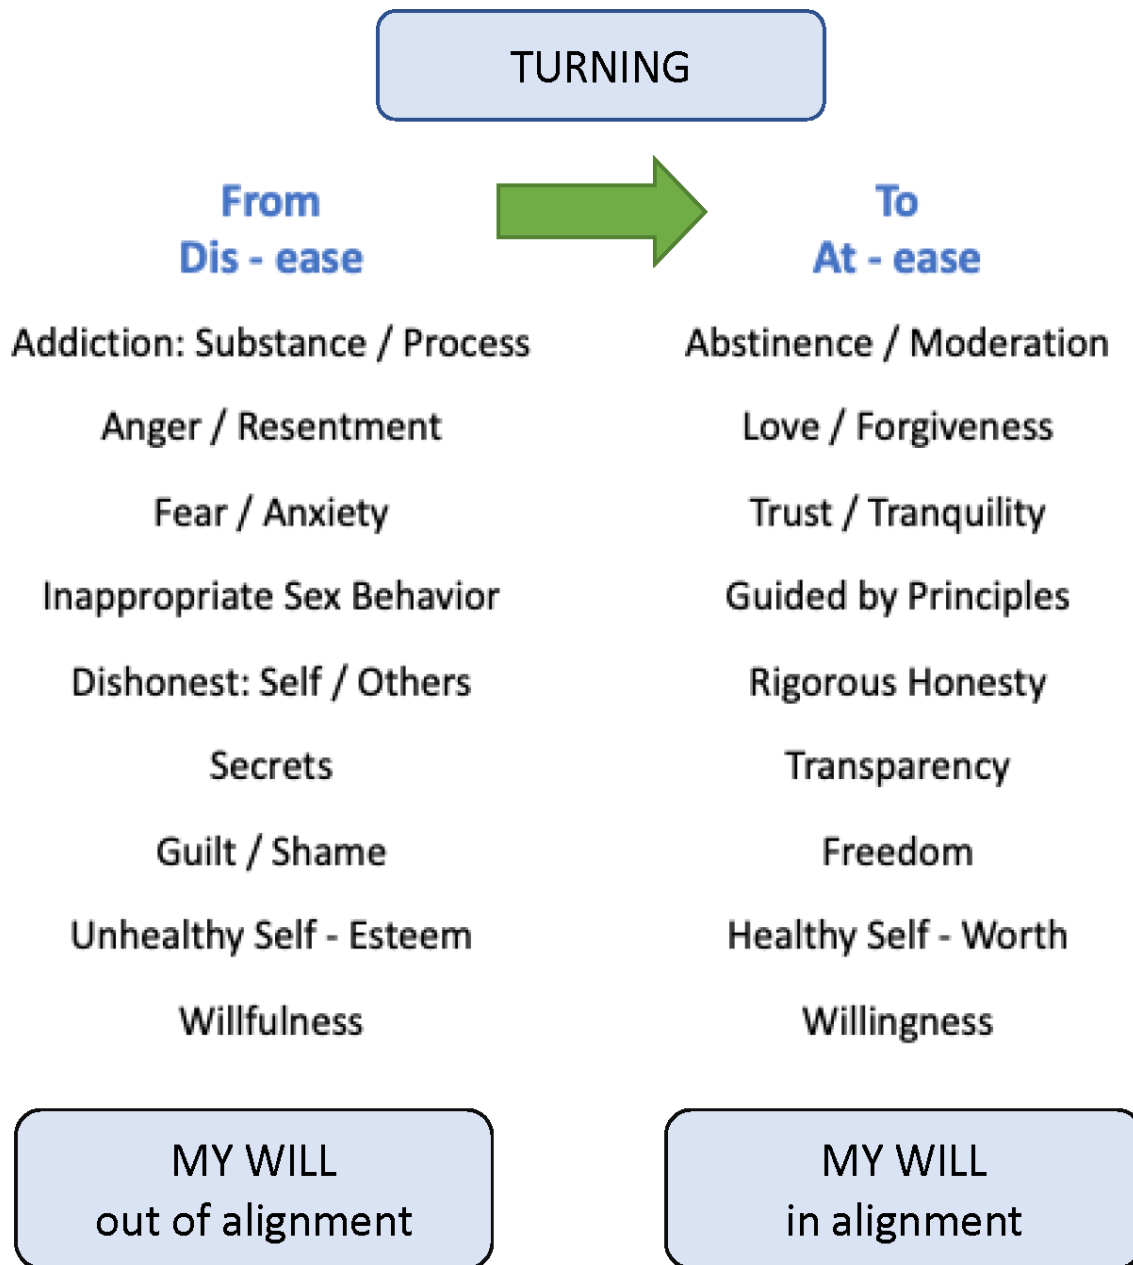 TURNING
From
Dis - ease
To
At - ease
Addiction: Substance / Process
Abstinence / Moderation
Anger / Resentment
Love / Forgiveness
Fear / Anxiety
Trust / Tranquility
Inappropriate Sex Behavior
Guided by Principles
Dishonest: Self / Others
Rigorous Honesty
Secrets
Transparency
Guilt / Shame
Freedom
Unhealthy Self - Esteem
Healthy Self - Worth
Willfulness
Willingness
MY WILL
out of alignment
MY WILL
in alignment